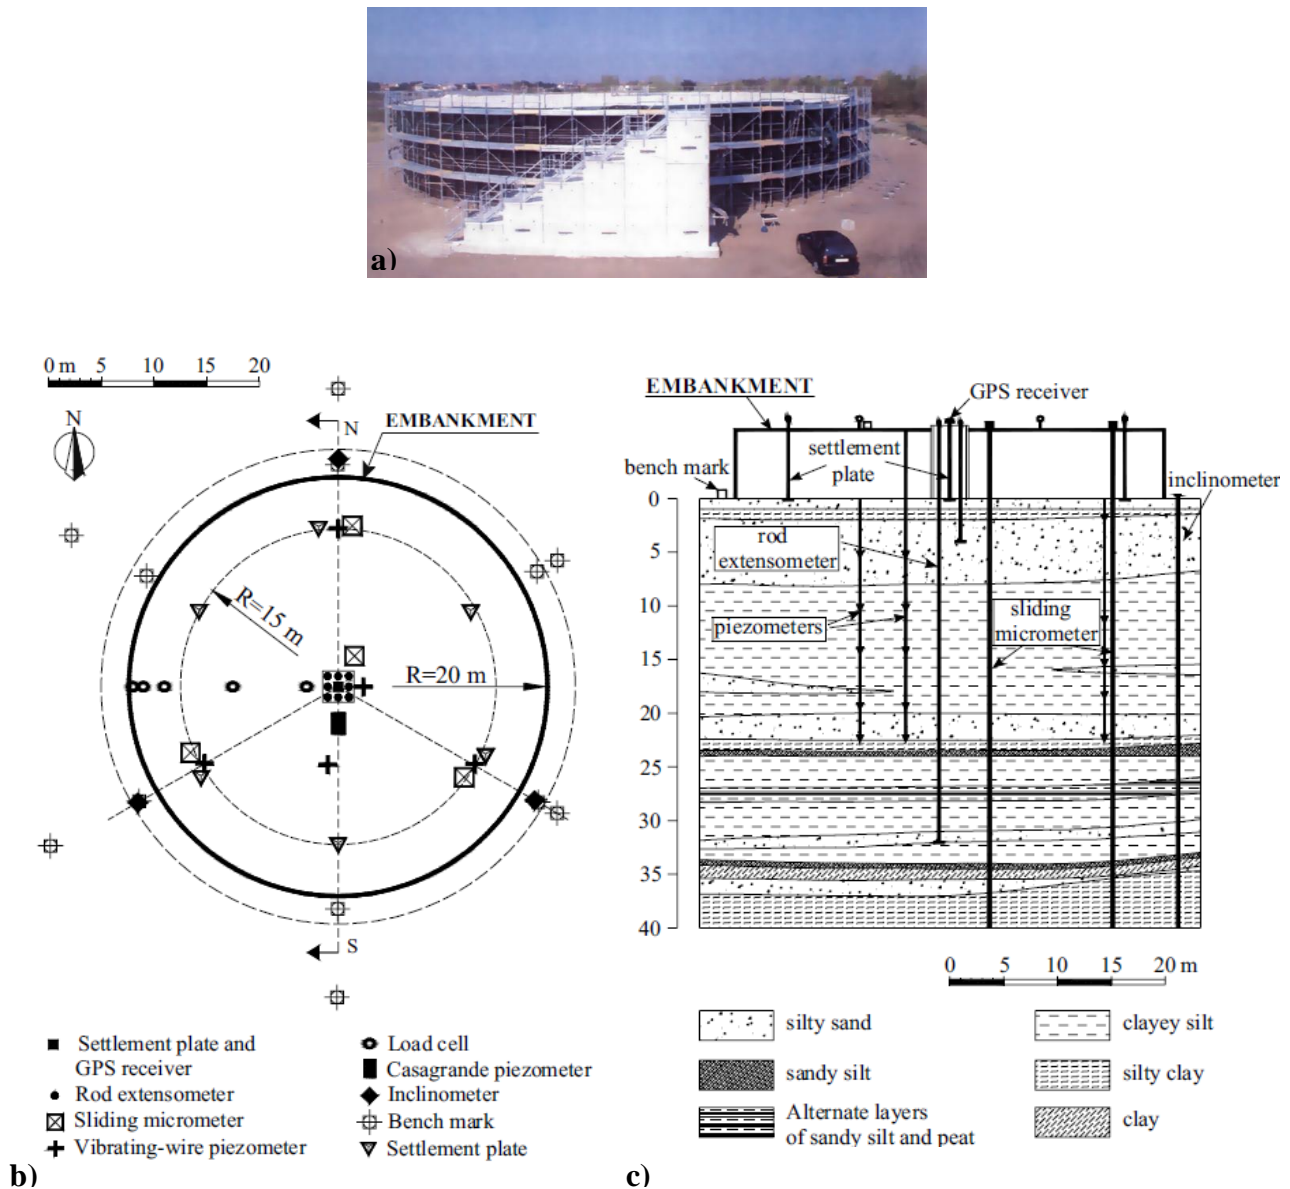 a)
0 m 5 10 15 20
N
EMBANKMENT
N
R=15 m
R=20 m
S
Settlement plate and
GPS receiver
Rod extensometer
Sliding micrometer
Vibrating-wire piezometer
Load cell
Casagrande piezometer
Inclinometer
Bench mark
Settlement plate
b)
EMBANKMENT
GPS receiver
settlement
plate
bench mark
inclinometer
rod
extensometer
sliding
micrometer
piezometers
0
5
10
15
20
25
30
35
40
0 5 10 15 20 m
silty sand
sandy silt
Alternate layers
of sandy silt and peat
clayey silt
silty clay
clay
c)